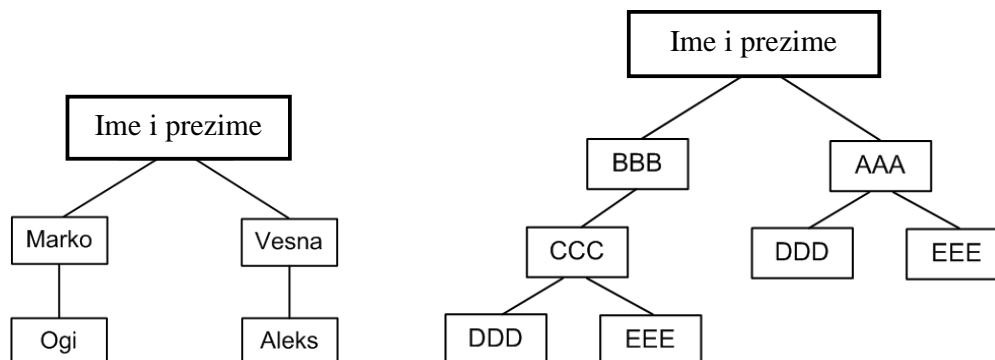 Ime i prezime
Marko
Vesna
Ogi
Aleks
Ime i prezime
BBB
AAA
CCC
DDD
EEE
DDD
EEE